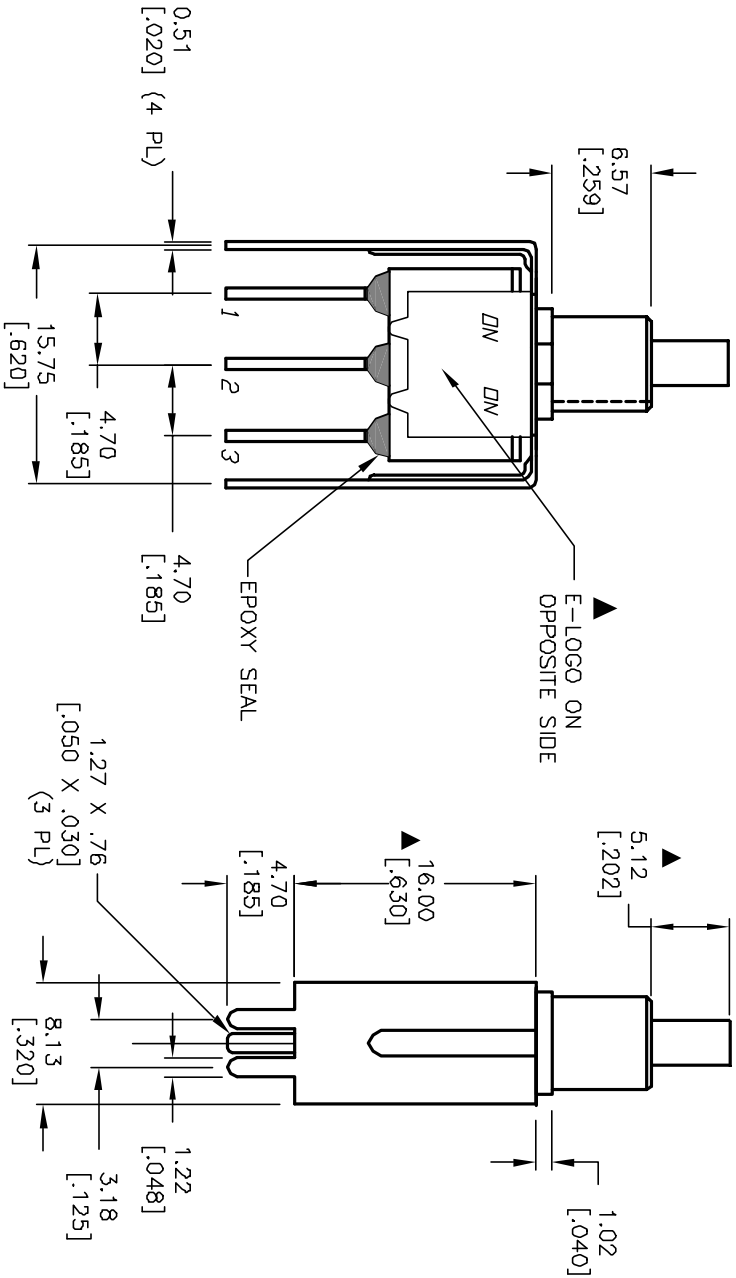 0.51
[.020] (4 PL)
6.57
[.259]
15.75
[.620]
4.70
[.185]
4.70
[.185]
1
2
3
ON
ON
EPOXY SEAL
E-LOGO ON
OPPOSITE SIDE
5.12
[.202]
16.00
[.630]
4.70
[.185]
1.27 X .76
[.050 X .030]
(3 PL)
8.13
[.320]
3.18
[.125]
1.22
[.048]
1.02
[.040]